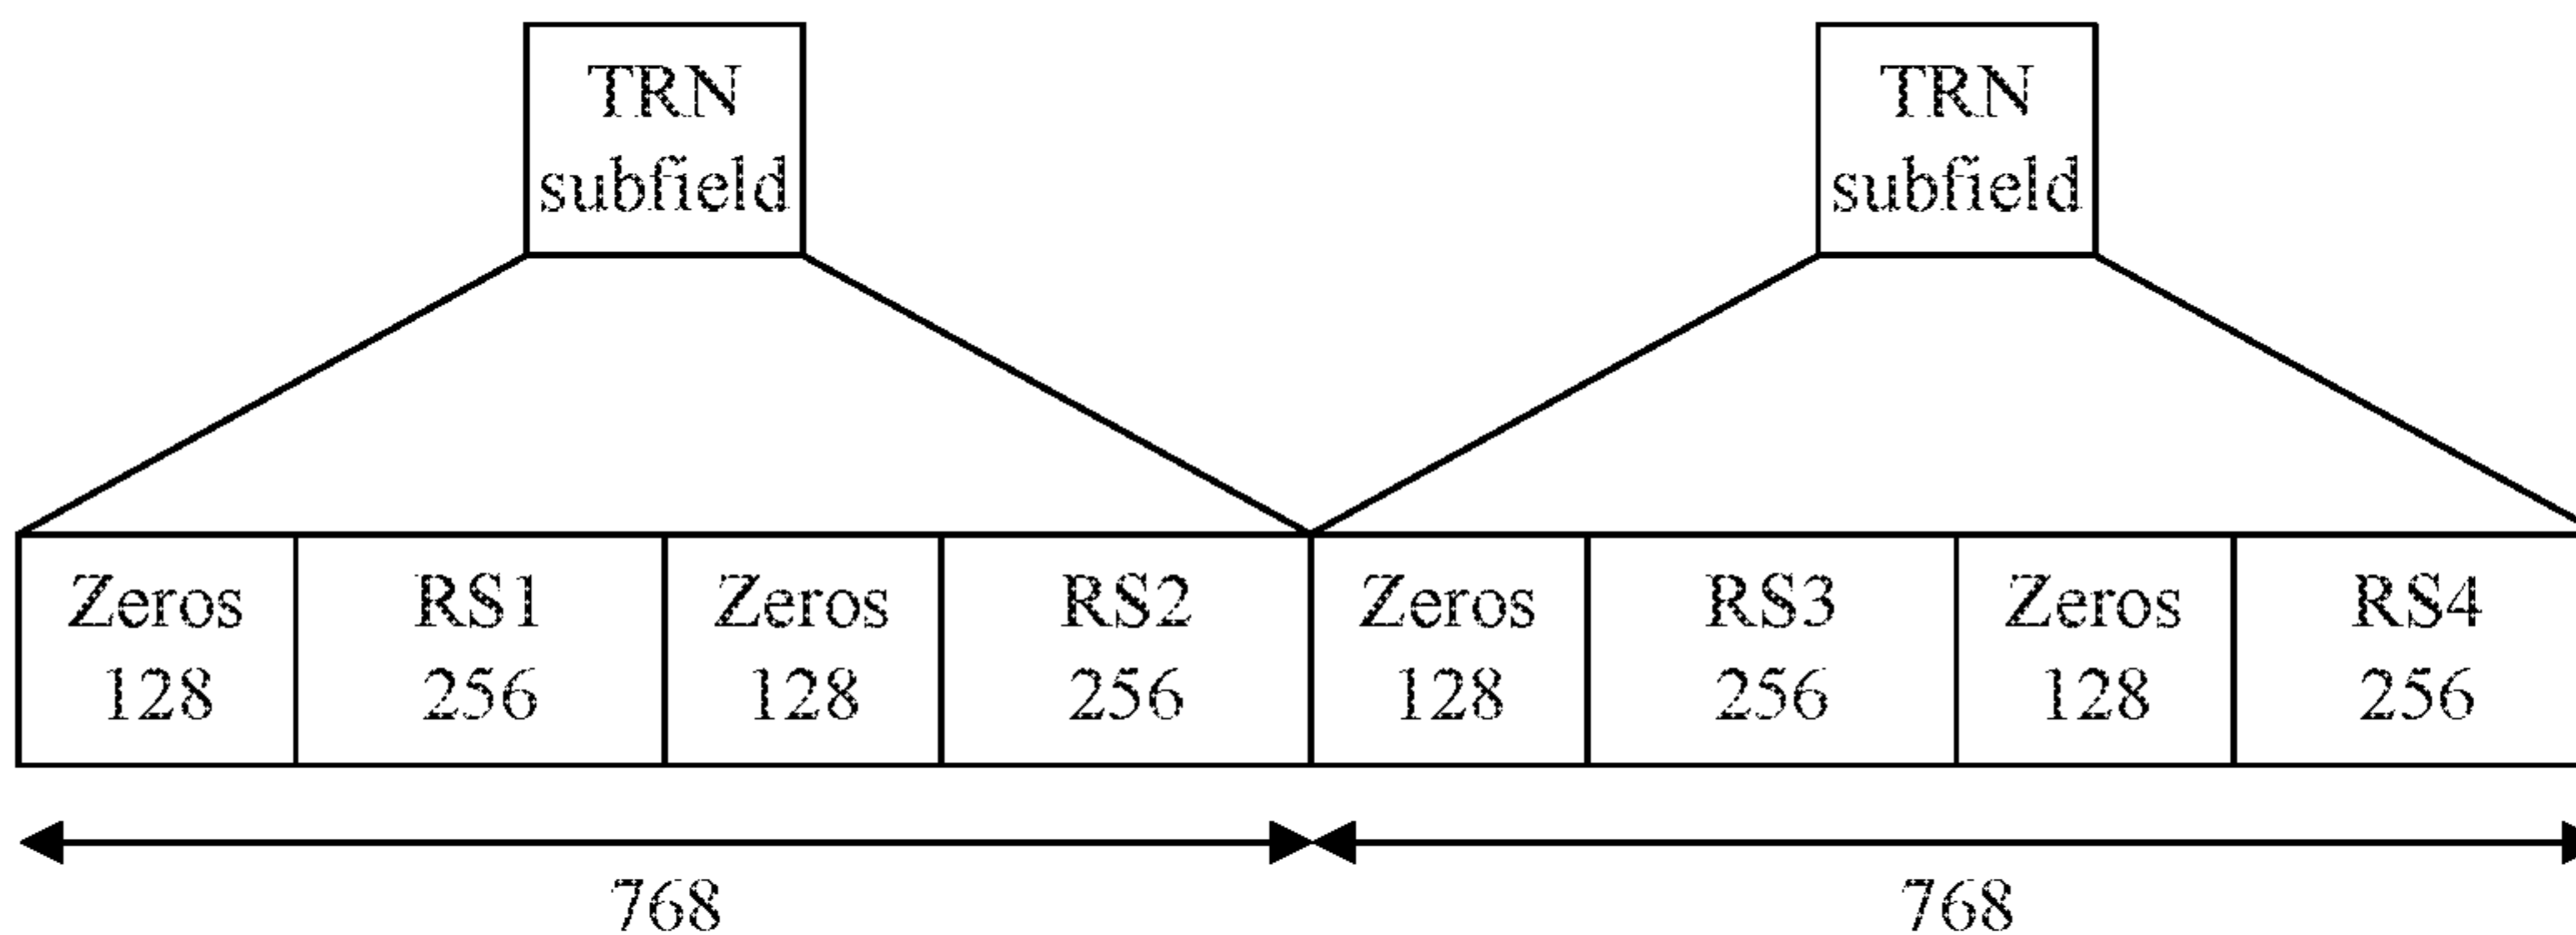 TRN
subfield
TRN
subfield
Zeros
128
RS1
256
Zeros
128
RS2
256
Zeros
128
RS3
256
Zeros
128
RS4
256
768
768